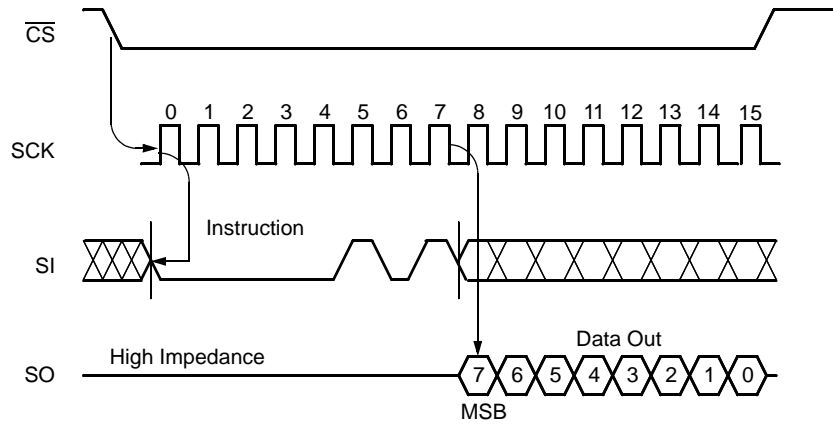 CS
0 1 2 3 4 5 6 7 8 9 10 11 12 13 14 15
SCK
Instruction
SI
Data Out
High Impedance
SO
7 6 5 4 3 2 1 0
MSB